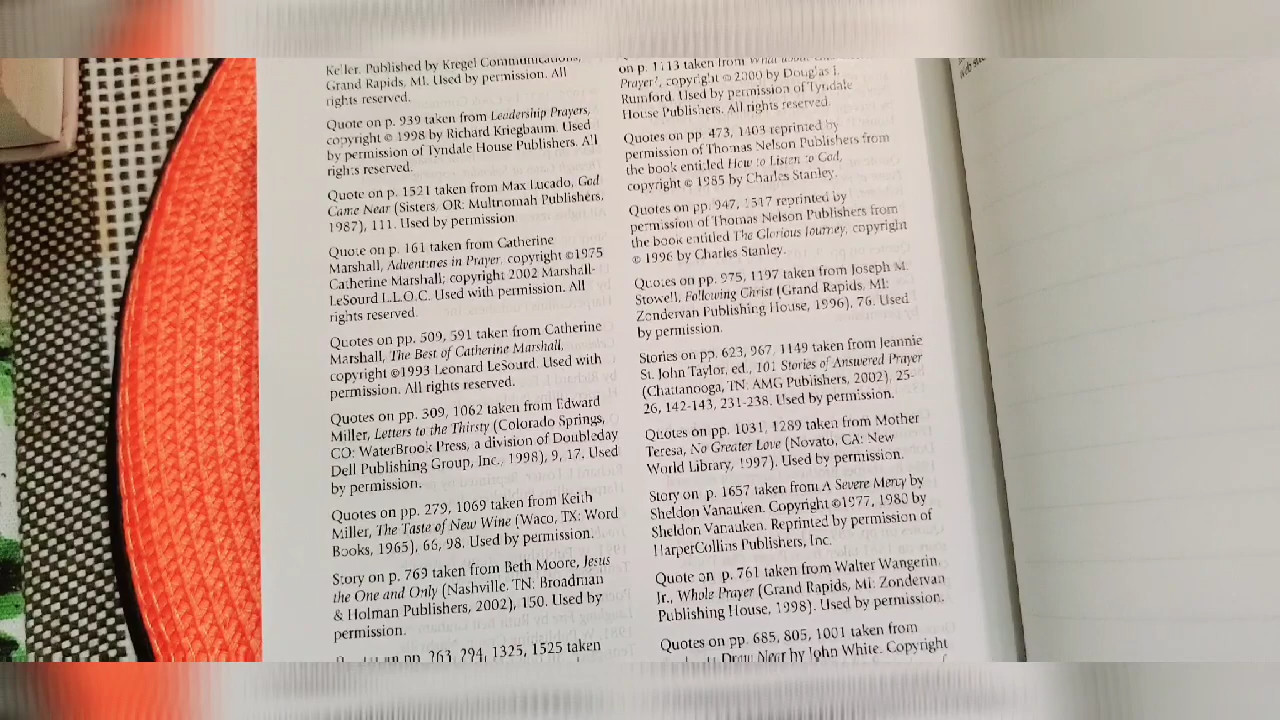 Keller. Published by Kregel Communications,
Grand Rapids, MI. Used by permission. All
rights reserved.
Quote on p. 939 taken from Leadership Prayers,
copyright © 1998 by Richard Kriegbaum. Used
by permission of Tyndale House Publishers. All
rights reserved.
Quote on p. 1521 taken from Max Lucado, God
Came Near (Sisters, OR: Multnomah Publishers,
1987), 111. Used by permission
Quote on p. 161 taken from Catherine
Marshall, Adventures in Prayer, copyright ©1975
Catherine Marshall; copyright 2002 Marshall-
LeSourd L.L.O.C. Used with permission. All
rights reserved.
Quotes on pp. 509, 591 taken from Catherine
Marshall, The Best of Catherine Marshall,
copyright ©1993 Leonard LeSourd. Used with
permission. All rights reserved.
Quotes on pp. 309, 1062 taken from Edward
Miller, Letters to the Thirsty (Colorado Springs,
CO: WaterBrook Press, a division of Doubleday
Dell Publishing Group, Inc., 1998), 9, 17. Used
by permission.
Quotes on pp. 279, 1069 taken from Keith
Miller, The Taste of New Wine (Waco, TX: Word
Books, 1965), 66, 98. Used by permission.
Story on p. 769 taken from Beth Moore, Jesus
the One and Only (Nashville, TN: Broadman
& Holman Publishers, 2002), 150. Used by
permission.
on pp. 263, 294, 1325, 1525 taken
on p. 1113 taken from What
Prayer?, copyright © 2000 by Douglas J.
Rumford. Used by permission of Tyndale
House Publishers. All rights reserved.
Quotes on pp 473, 1403 reprinted by
permission of Thomas Nelson Publishers from
the book entitled How to Listen to God,
copyright © 1985 by Charles Stanley.
Quotes on pp. 947, 1517 reprinted by
permission of Thomas Nelson Publishers from
the book entitled The Glorious Journey, copyright
© 1996 by Charles Stanley.
Quotes on pp. 975, 1197 taken from Joseph M.
Stowell, Following Christ (Grand Rapids, MI:
Zondervan Publishing House, 1996), 76. Used
by permission.
Stories on pp. 623, 967, 1149 taken from Jeannie
St. John Taylor, ed., 101 Stories of Answered Prayer
(Chattanooga, TN: AMG Publishers, 2002), 25-
26, 142-143, 231-238. Used by permission.
Quotes on pp. 1031, 1289 taken from Mother
Teresa, No Greater Love (Novato, CA: New
World Library, 1997). Used by permission.
Story on p. 1657 taken from A Severe Mercy by
Sheldon Vanauken. Copyright ©1977, 1980 by
Sheldon Vanauken. Reprinted by permission of
HarperCollins Publishers, Inc.
Quote on p. 761 taken from Walter Wangerin,
Jr., Whole Prayer (Grand Rapids, MI: Zondervan
Publishing House, 1998). Used by permission.
Quotes on pp. 685, 805, 1001 taken from
Draw Near by John White. Copyright